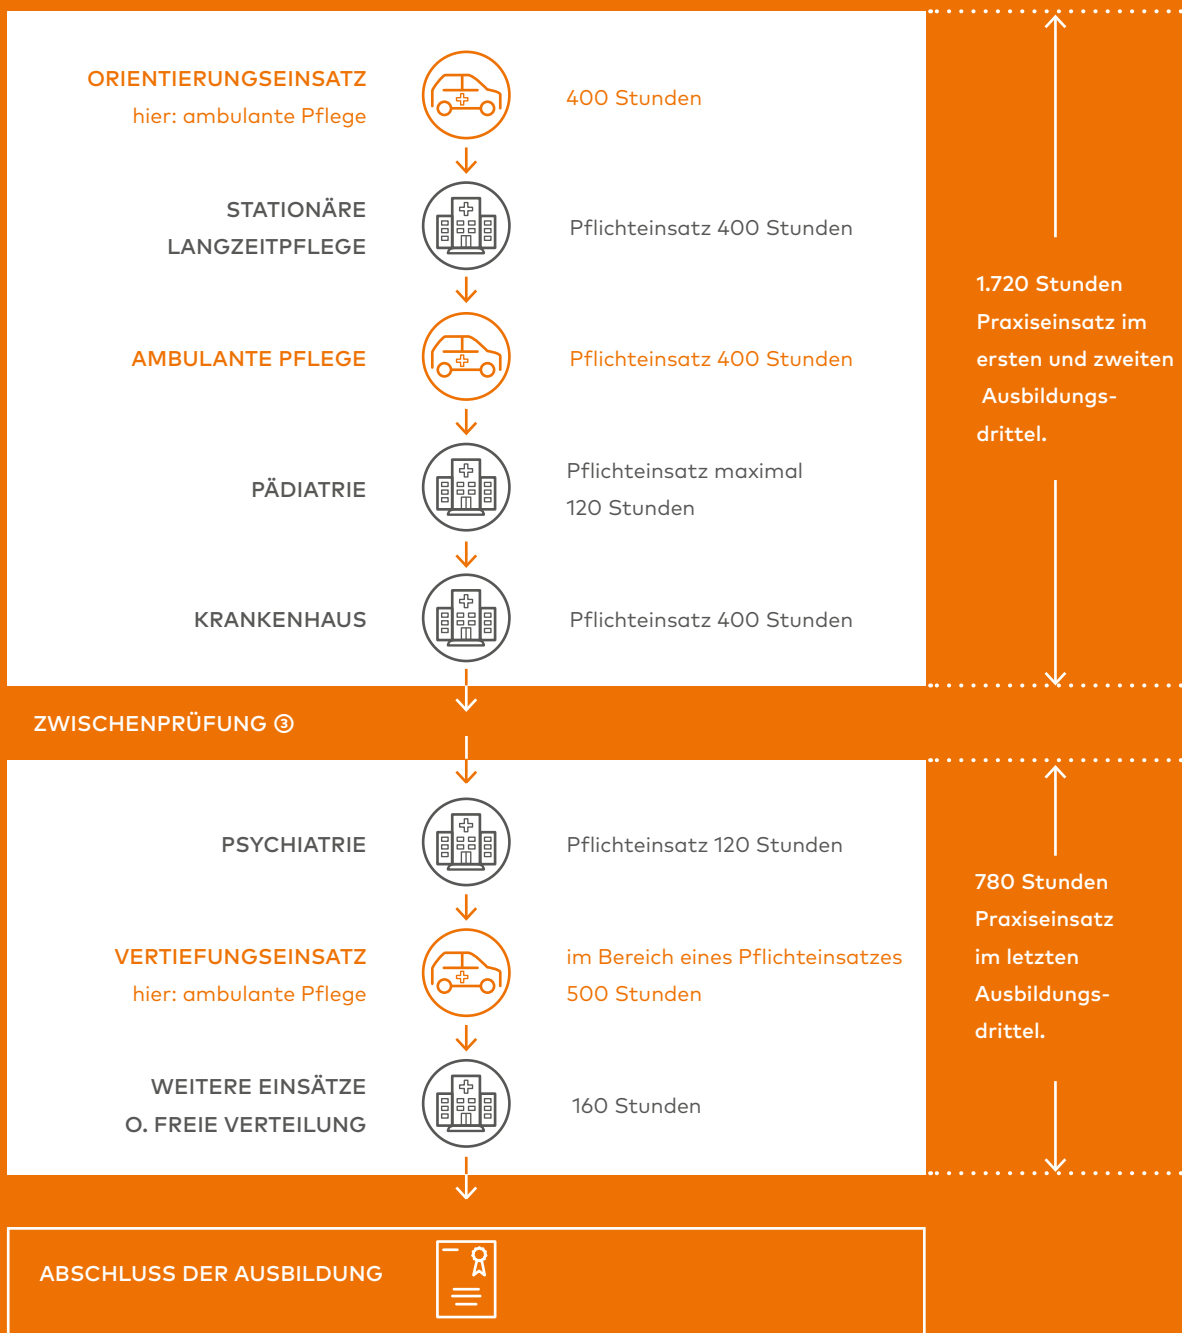 ORIENTIERUNGSEINSATZ
hier: ambulante Pflege
400 Stunden
STATIONÄRE
LANGZEITPFLEGE
Pflichteinsatz 400 Stunden
AMBULANTE PFLEGE
Pflichteinsatz 400 Stunden
PÄDIATRIE
Pflichteinsatz maximal
120 Stunden
KRANKENHAUS
Pflichteinsatz 400 Stunden
1.720 Stunden
Praxiseinsatz im
ersten und zweiten
Ausbildungs-
drittel.
ZWISCHENPRÜFUNG ③
PSYCHIATRIE
Pflichteinsatz 120 Stunden
VERTIEFUNGSEINSATZ
hier: ambulante Pflege
im Bereich eines Pflichteinsatzes
500 Stunden
WEITERE EINSÄTZE
O. FREIE VERTEILUNG
160 Stunden
780 Stunden
Praxiseinsatz
im letzten
Ausbildungs-
drittel.
ABSCHLUSS DER AUSBILDUNG